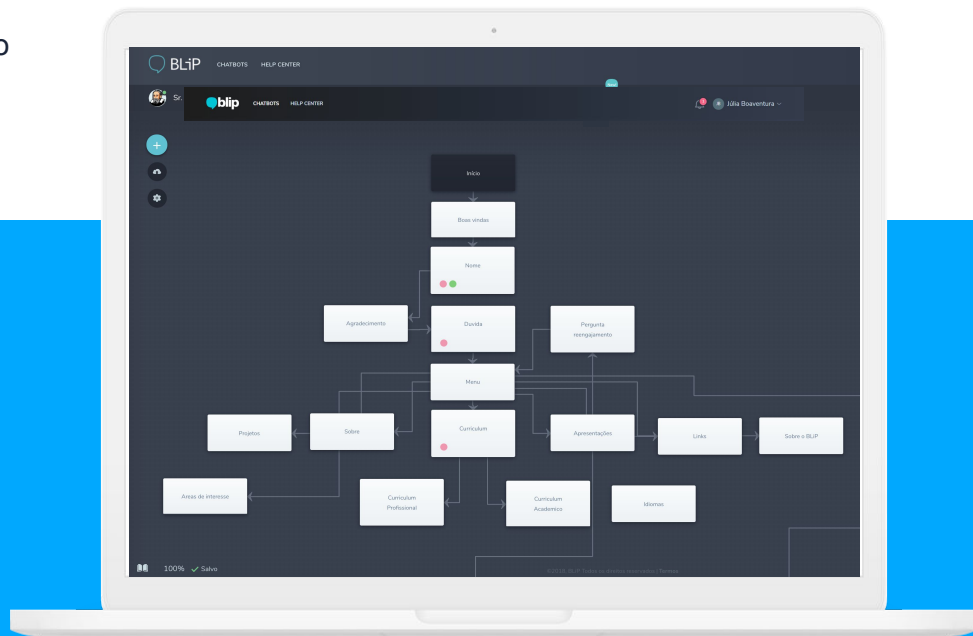 o
BLiP CHATBOTS HELP CENTER
Sr.
blip CHATBOTS HELP CENTER
Júlia Boaventura
Início
Boas vindas
Nome
Agradecimento
Duvida
Pergunta
reengajamento
Menu
Projetos
Sobre
Curriculum
Apresentações
Links
Sobre o BLiP
Areas de interesse
Curriculum
Profissional
Curriculum
Academico
Idiomas
100% Salvo